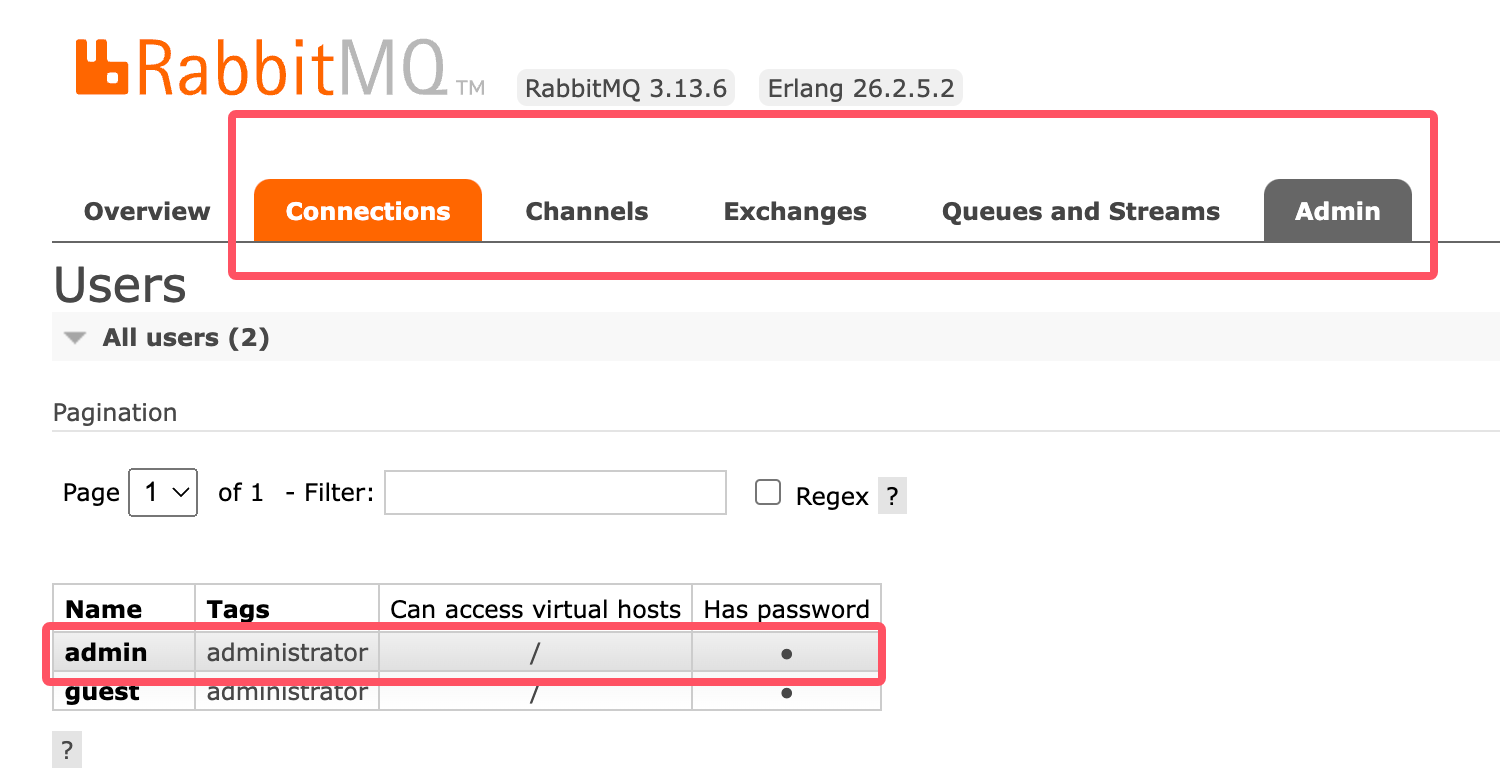 RabbitMQ TM RabbitMQ 3.13.6 Erlang 26.2.5.2
Overview Connections Channels Exchanges Queues and Streams Admin
Users
All users (2)
Pagination
Page 1 of 1 - Filter: Regex ?
Name Tags Can access virtual hosts Has password
admin administrator / ●
guest administrator / ●
?